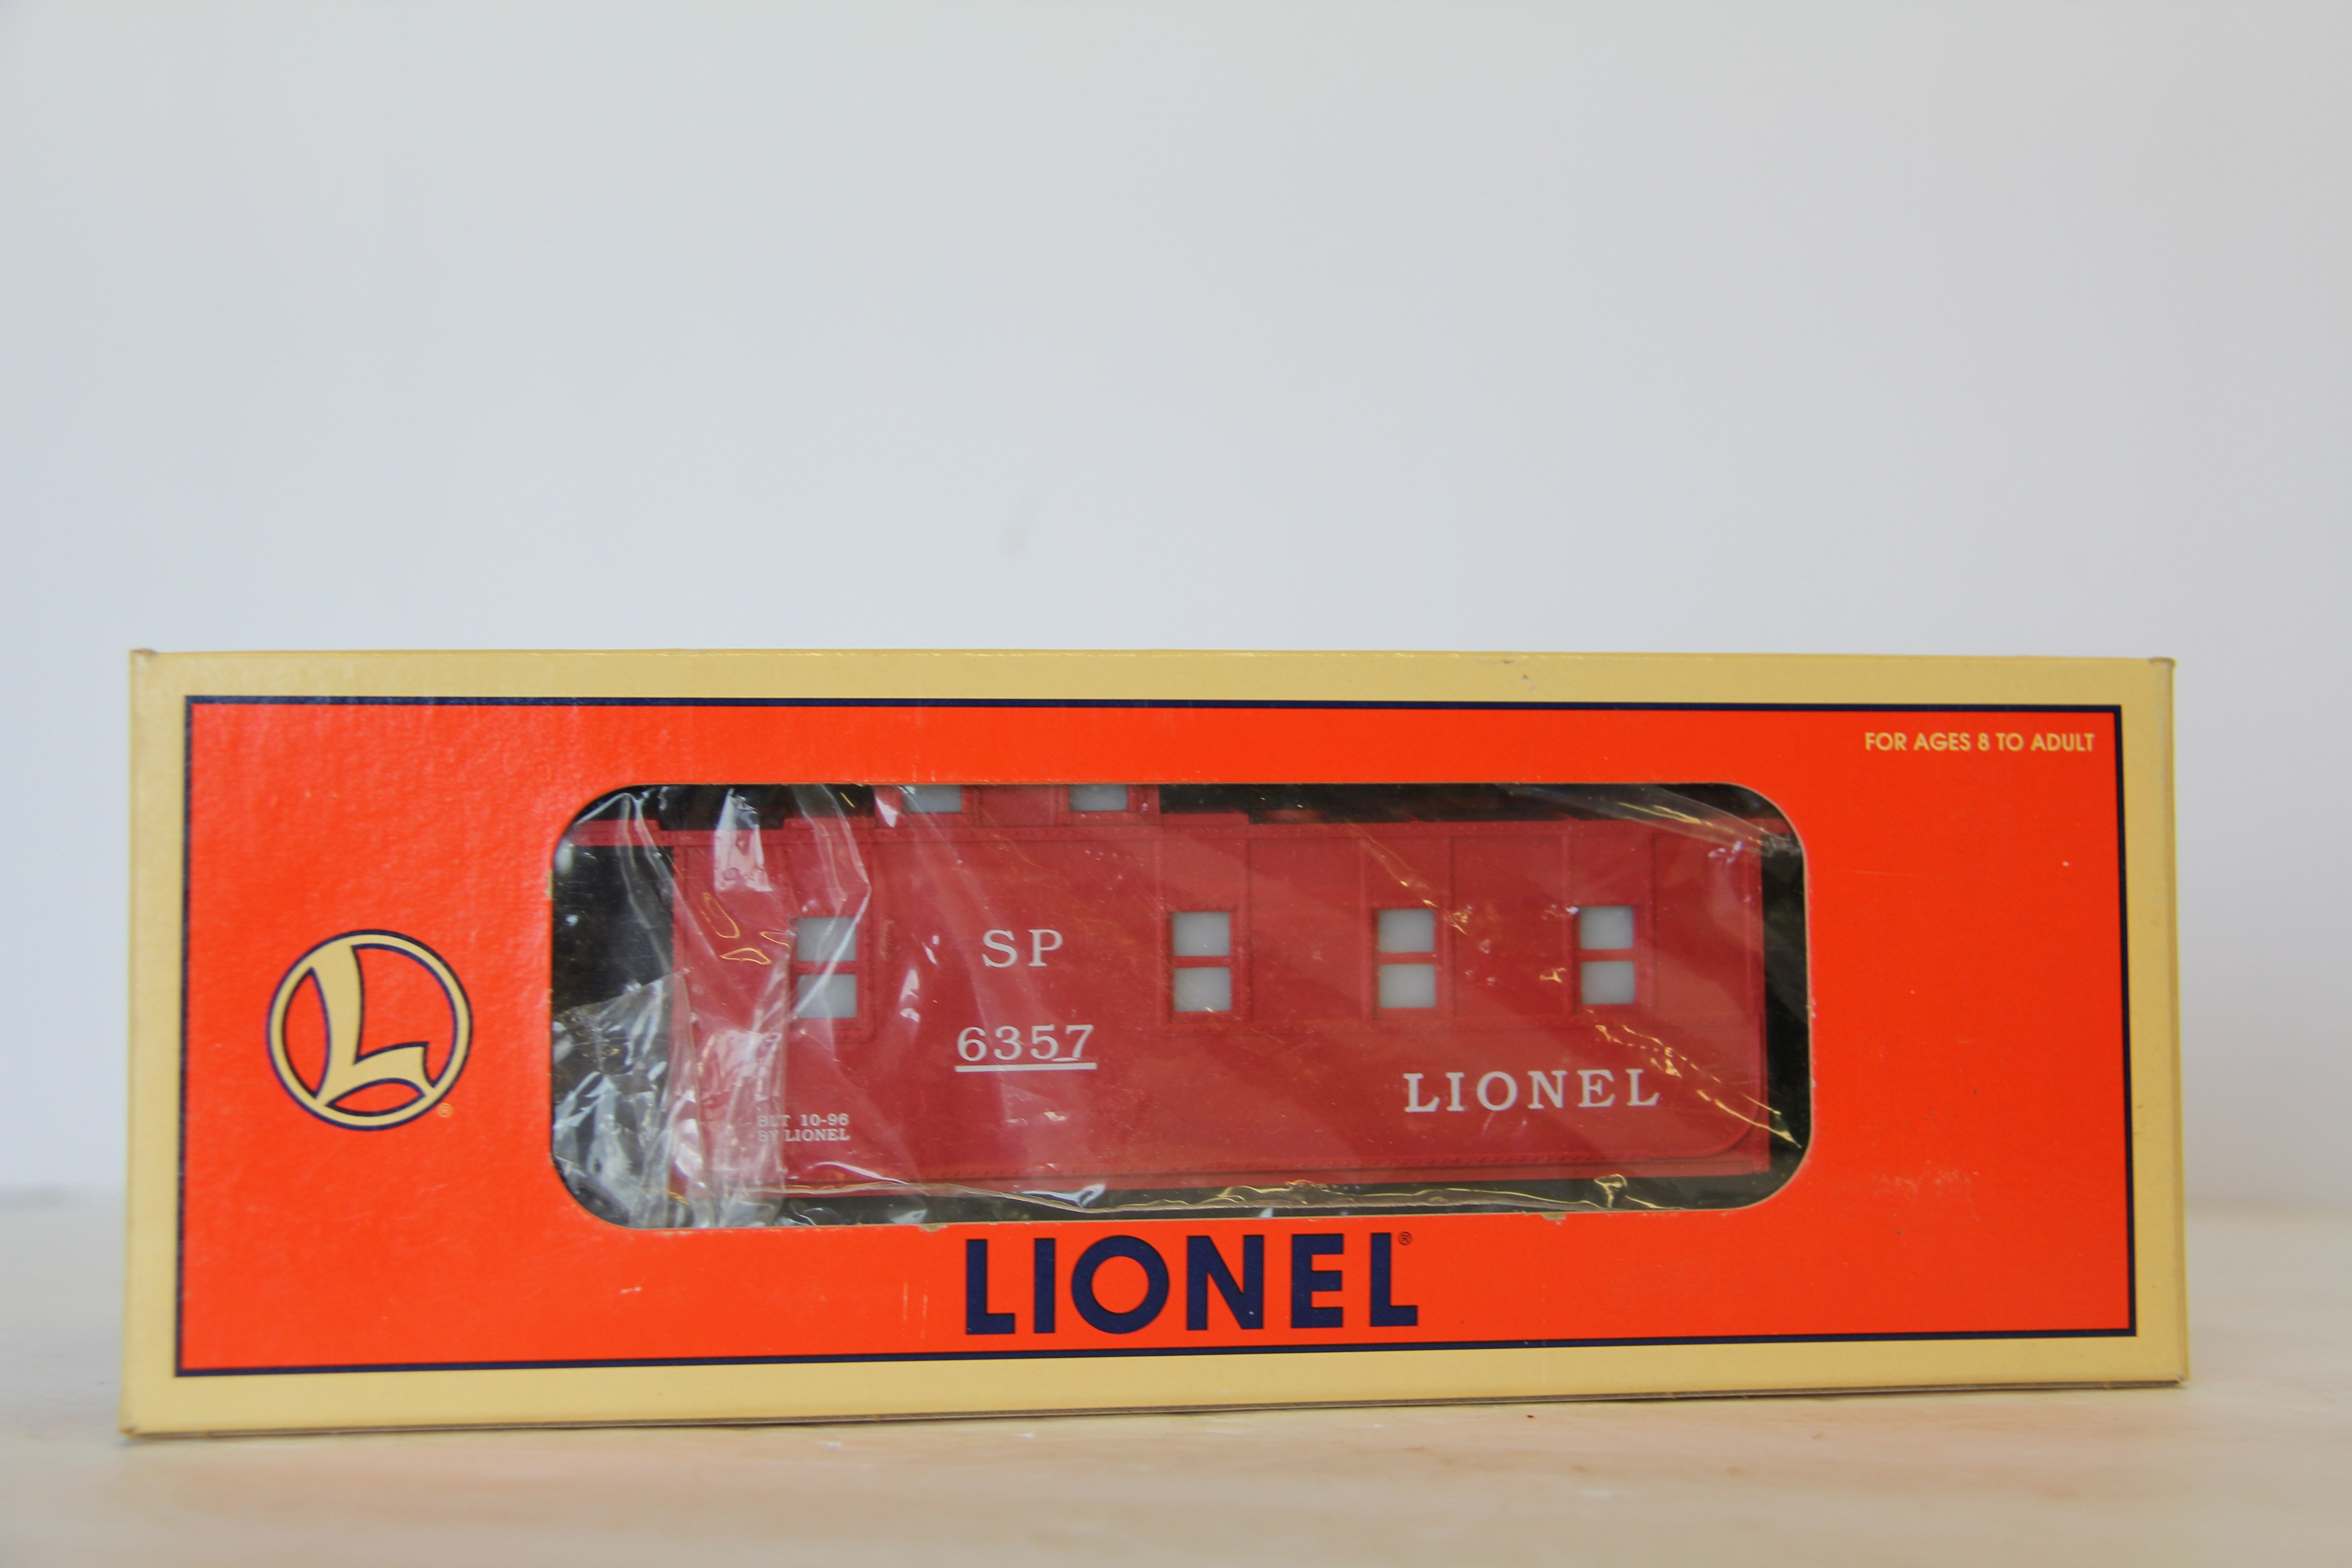 FOR AGES 8 TO ADULT
L®
SP
6357
BLT 10-96
BY LIONEL
LIONEL
LIONEL®